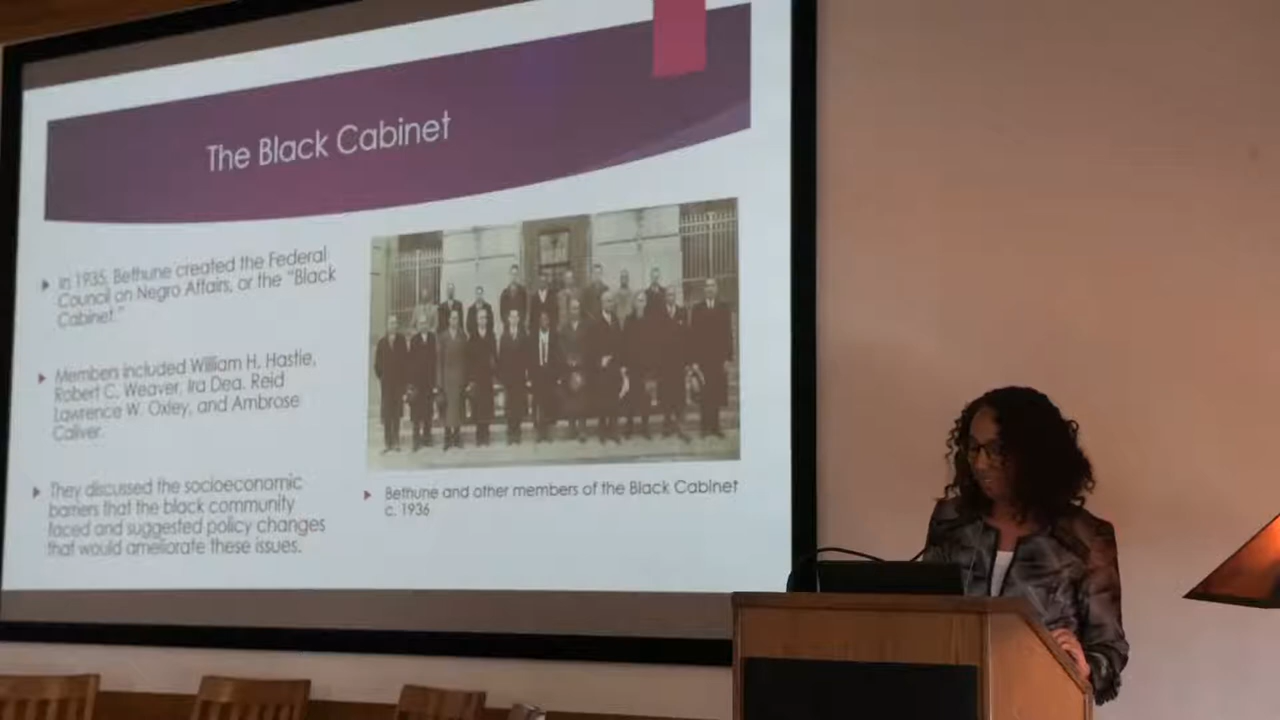 The Black Cabinet
In 1935, Bethune created the Federal
Council on Negro Affairs, or the "Black
Cabinet."
Members included William H. Hastie,
Robert C. Weaver, Ira Dea. Reid
Lawrence W. Oxley, and Ambrose
Caliver.
They discussed the socioeconomic
barriers that the black community
faced and suggested policy changes
that would ameliorate these issues.
Bethune and other members of the Black Cabinet
c. 1936